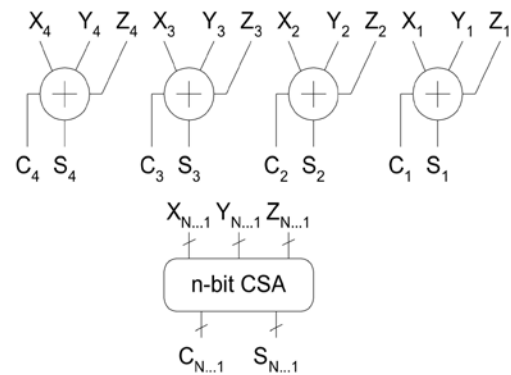 X4 Y4 Z4 X3 Y3 Z3 X2 Y2 Z2 X1 Y1 Z1
C4 S4 C3 S3 C2 S2 C1 S1
XN...1 YN...1 ZN...1
n-bit CSA
CN...1 SN...1